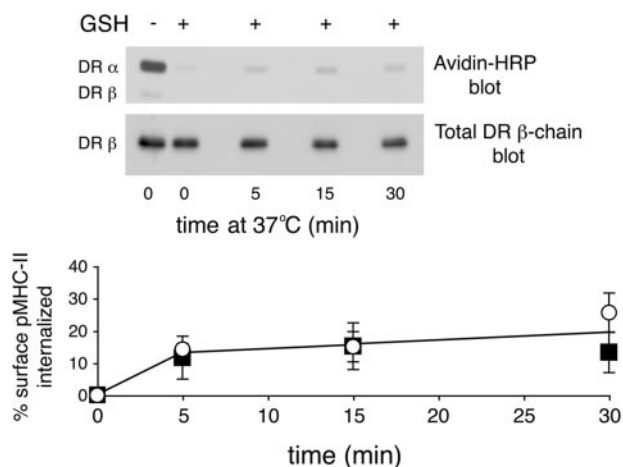 GSH - + + + +
DR α
DR β
Avidin-HRP
blot
DR β
Total DR β-chain
blot
0 0 5 15 30
time at 37°C (min)
% surface pMHC-II
internalized
40
30
20
10
0
0 5 10 15 20 25 30
time (min)